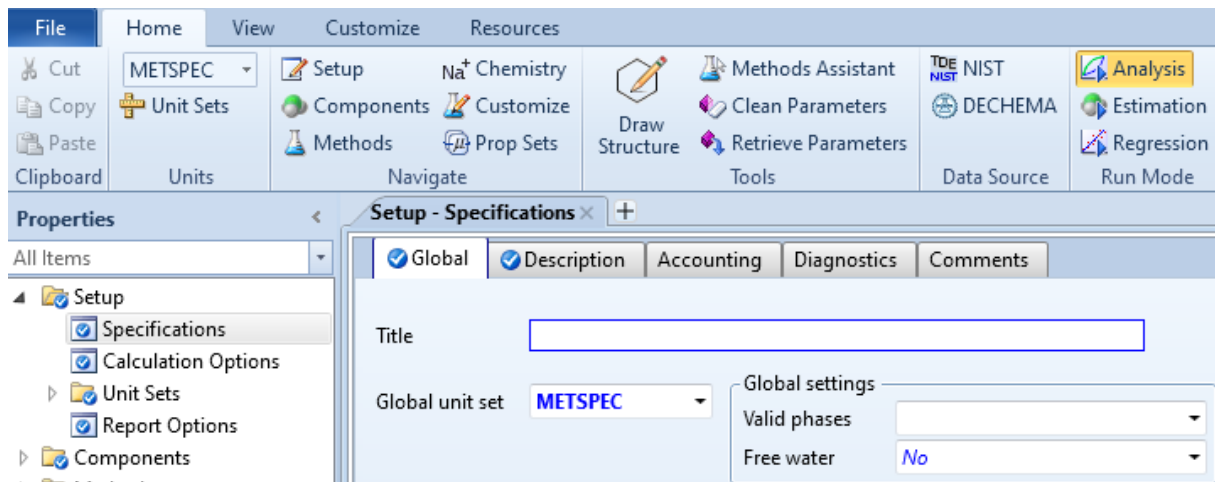 File Home View Customize Resources
Cut METSPEC Setup Na+ Chemistry Methods Assistant TDE NIST NIST Analysis
Copy Unit Sets Components Customize Clean Parameters DECHEMA Estimation
Paste Methods Prop Sets Draw Structure Retrieve Parameters Regression
Clipboard Units Navigate Tools Data Source Run Mode
Properties Setup - Specifications
All Items Global Description Accounting Diagnostics Comments
Setup
Specifications Title
Calculation Options
Unit Sets Global unit set METSPEC Global settings
Valid phases
Report Options
Components Free water No